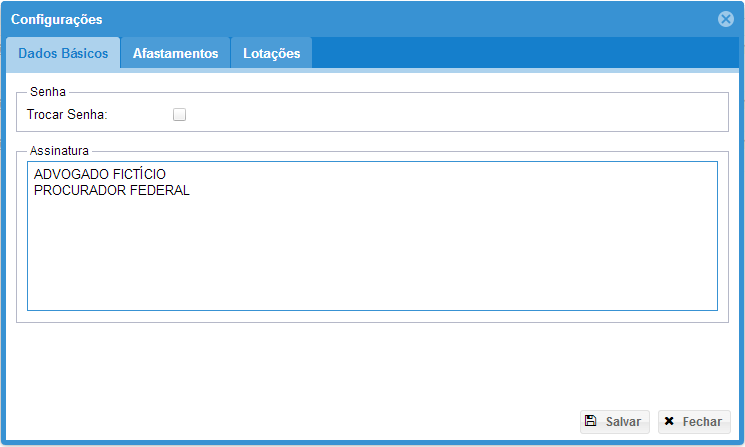 Configurações
Dados Básicos Afastamentos Lotações
Senha
Trocar Senha:
Assinatura
ADVOGADO FICTÍCIO
PROCURADOR FEDERAL
Salvar Fechar